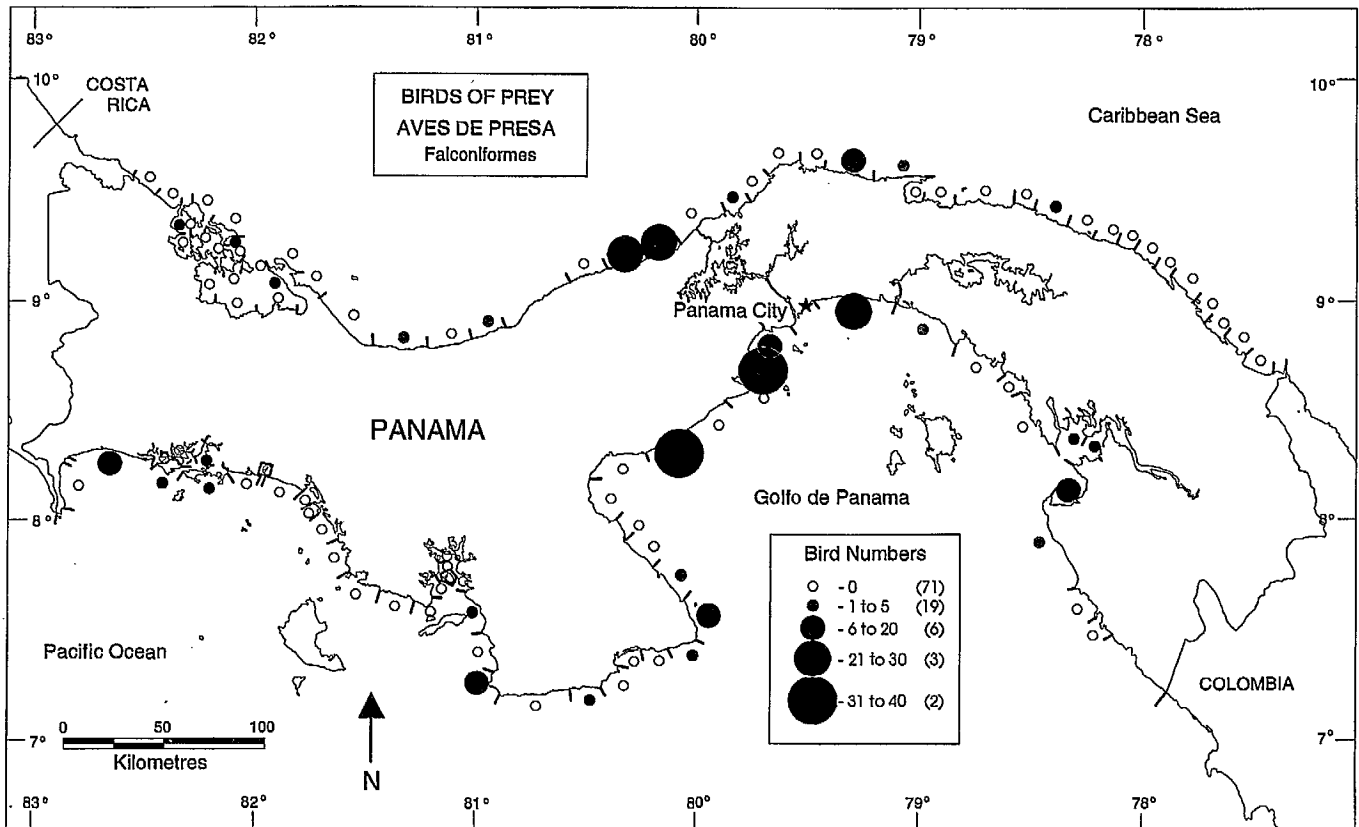 83° 82° 81° 80° 79° 78°
10° 10°
COSTA
RICA
BIRDS OF PREY
AVES DE PRESA
Falconiformes
Caribbean Sea
9° 9°
Panama City
PANAMA
Golfo de Panama
8° 8°
Bird Numbers
- 0 (71)
- 1 to 5 (19)
- 6 to 20 (6)
- 21 to 30 (3)
- 31 to 40 (2)
Pacific Ocean
COLOMBIA
0 50 100
Kilometres
N
7° 7°
83° 82° 81° 80° 79° 78°